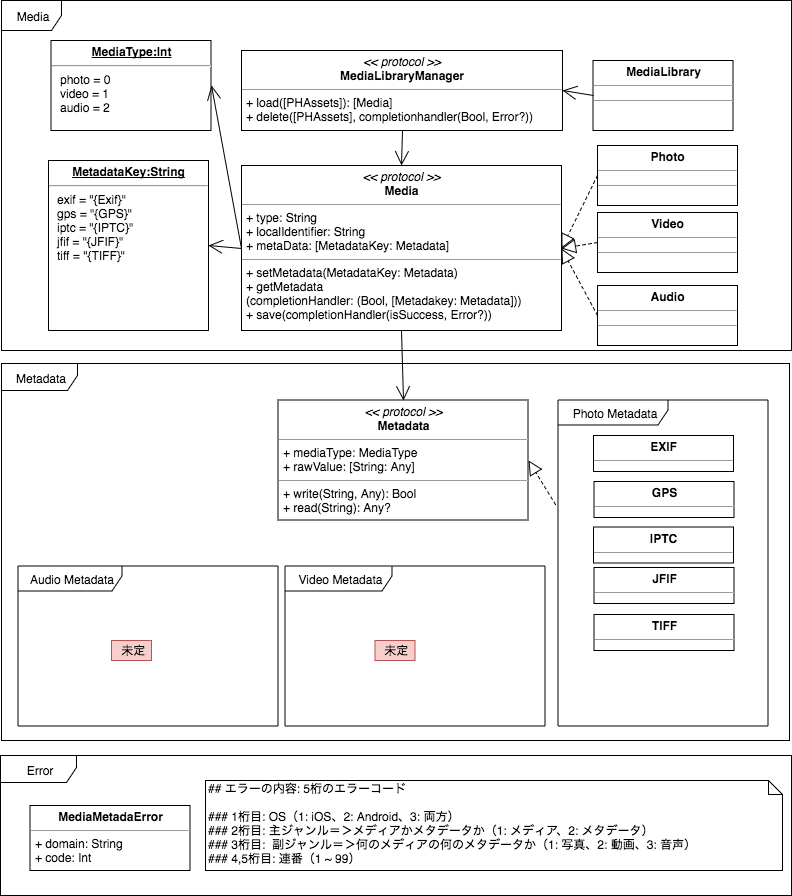 Media
MediaType:Int
photo = 0
video = 1
audio = 2
<< protocol >>
MediaLibraryManager
+ load([PHAssets]): [Media]
+ delete([PHAssets], completionhandler(Bool, Error?))
MediaLibrary
MetadataKey:String
exif = "{Exif}"
gps = "{GPS}"
iptc = "{IPTC}"
jfif = "{JFIF}"
tiff = "{TIFF}"
<< protocol >>
Media
+ type: String
+ localIdentifier: String
+ metaData: [MetadataKey: Metadata]
+ setMetadata(MetadataKey: Metadata)
+ getMetadata
(completionHandler: (Bool, [Metadakey: Metadata]))
+ save(completionHandler(isSuccess, Error?))
Photo
Video
Audio
Metadata
<< protocol >>
Metadata
+ mediaType: MediaType
+ rawValue: [String: Any]
+ write(String, Any): Bool
+ read(String): Any?
Photo Metadata
EXIF
GPS
IPTC
JFIF
TIFF
Audio Metadata
未定
Video Metadata
未定
Error
MediaMetadaError
+ domain: String
+ code: Int
## エラーの内容: 5桁のエラーコード
### 1桁目: OS（1: iOS、2: Android、3: 両方）
### 2桁目: 主ジャンル＝＞メディアかメタデータか（1: メディア、2: メタデータ）
### 3桁目: 副ジャンル＝＞何のメディアの何のメタデータか（1: 写真、2: 動画、3: 音声）
### 4,5桁目: 連番（1 ~ 99）